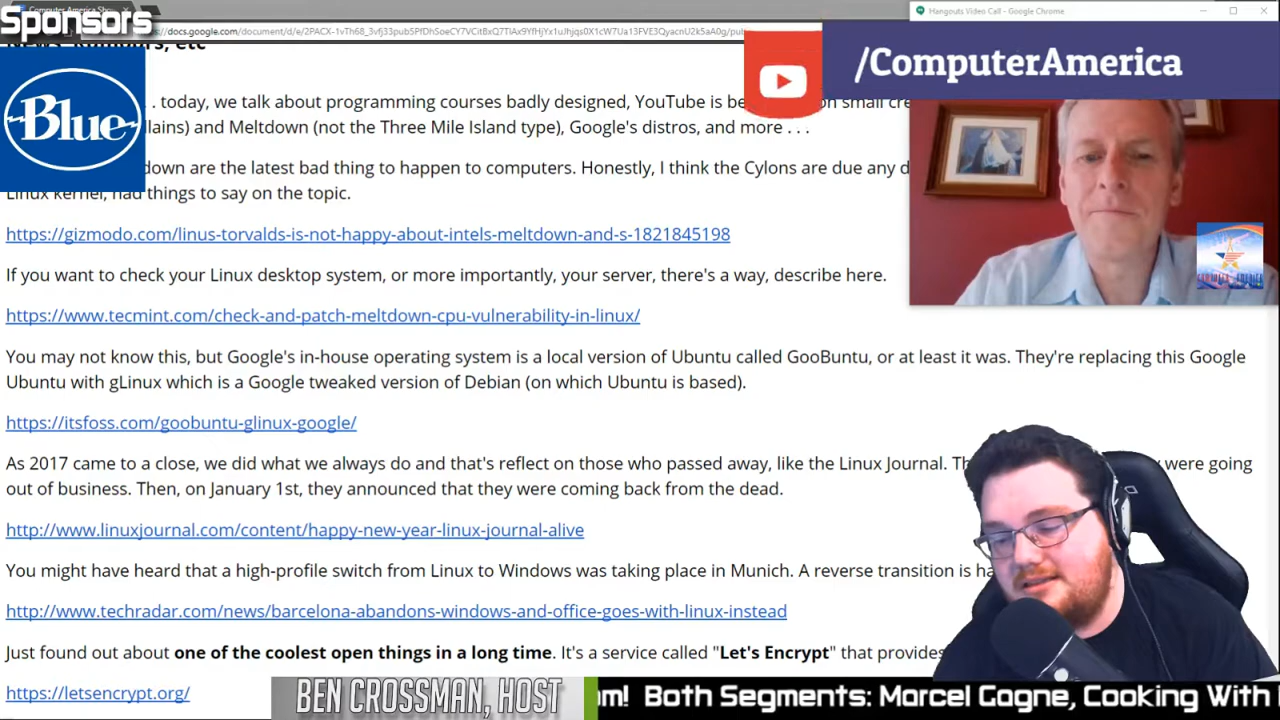 Sponsors
Computer America Sho
Hangouts Video Call - Google Chrome
docs.google.com/document/d/e/2PACX-1vTh68_3vfj33pub5PfDhSoeCY7VCitBxQ7TlAx9YfHjYx1uJhjqs0X1cW7Ua13FVE3QyacnU2k5aA0g/pub
News, Rumours, etc
/ComputerAmerica
Blue
. . today, we talk about programming courses badly designed, YouTube is be on small cre
lains) and Meltdown (not the Three Mile Island type), Google's distros, and more . . .
down are the latest bad thing to happen to computers. Honestly, I think the Cylons are due any d
Linux kernel, had things to say on the topic.
https://gizmodo.com/linus-torvalds-is-not-happy-about-intels-meltdown-and-s-1821845198
If you want to check your Linux desktop system, or more importantly, your server, there's a way, describe here.
https://www.tecmint.com/check-and-patch-meltdown-cpu-vulnerability-in-linux/
You may not know this, but Google's in-house operating system is a local version of Ubuntu called GooBuntu, or at least it was. They're replacing this Google
Ubuntu with gLinux which is a Google tweaked version of Debian (on which Ubuntu is based).
https://itsfoss.com/goobuntu-glinux-google/
As 2017 came to a close, we did what we always do and that's reflect on those who passed away, like the Linux Journal. Th were going
out of business. Then, on January 1st, they announced that they were coming back from the dead.
http://www.linuxjournal.com/content/happy-new-year-linux-journal-alive
You might have heard that a high-profile switch from Linux to Windows was taking place in Munich. A reverse transition is ha
http://www.techradar.com/news/barcelona-abandons-windows-and-office-goes-with-linux-instead
Just found out about one of the coolest open things in a long time. It's a service called "Let's Encrypt" that provides
https://letsencrypt.org/
BEN CROSSMAN, HOST
am! Both Segments: Marcel Gagne, Cooking With